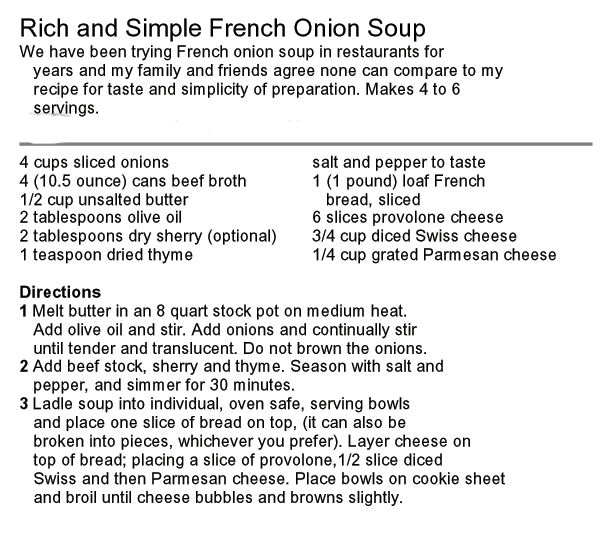 Rich and Simple French Onion Soup
We have been trying French onion soup in restaurants for
years and my family and friends agree none can compare to my
recipe for taste and simplicity of preparation. Makes 4 to 6
servings.
4 cups sliced onions
4 (10.5 ounce) cans beef broth
1/2 cup unsalted butter
2 tablespoons olive oil
2 tablespoons dry sherry (optional)
1 teaspoon dried thyme
salt and pepper to taste
1 (1 pound) loaf French
bread, sliced
6 slices provolone cheese
3/4 cup diced Swiss cheese
1/4 cup grated Parmesan cheese
Directions
1 Melt butter in an 8 quart stock pot on medium heat.
Add olive oil and stir. Add onions and continually stir
until tender and translucent. Do not brown the onions.
2 Add beef stock, sherry and thyme. Season with salt and
pepper, and simmer for 30 minutes.
3 Ladle soup into individual, oven safe, serving bowls
and place one slice of bread on top, (it can also be
broken into pieces, whichever you prefer). Layer cheese on
top of bread; placing a slice of provolone,1/2 slice diced
Swiss and then Parmesan cheese. Place bowls on cookie sheet
and broil until cheese bubbles and browns slightly.